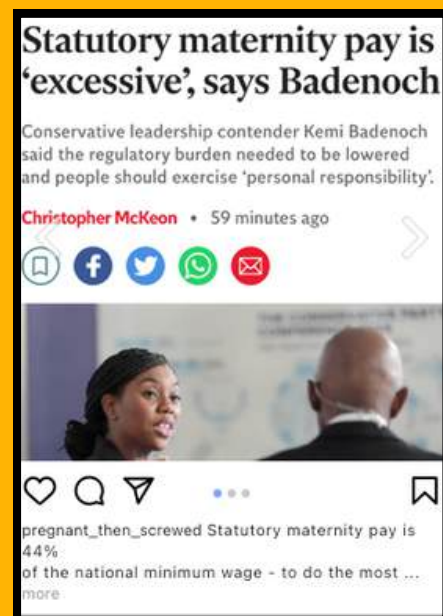 Statutory maternity pay is
‘excessive’, says Badenoch
Conservative leadership contender Kemi Badenoch
said the regulatory burden needed to be lowered
and people should exercise ‘personal responsibility’.
Christopher McKeon • 59 minutes ago
pregnant_then_screwed Statutory maternity pay is
44%
of the national minimum wage - to do the most ...
more